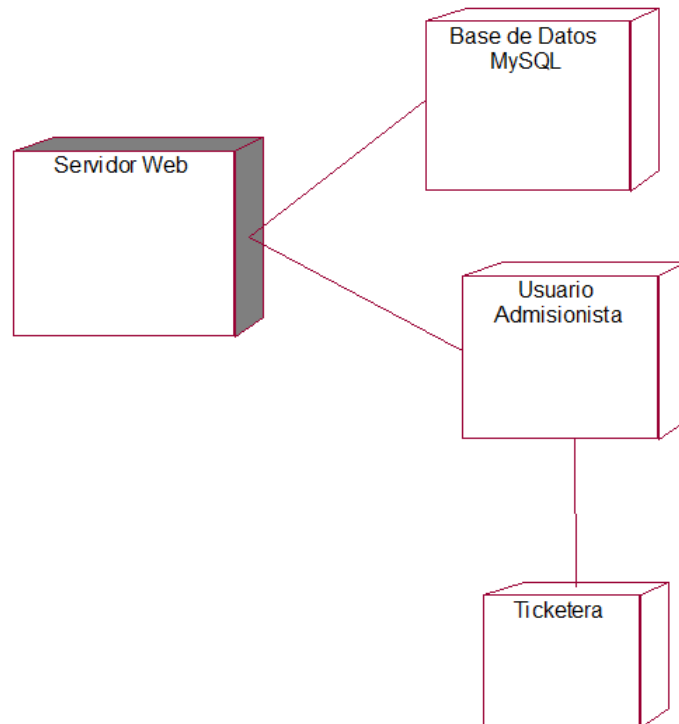 Base de Datos
MySQL
Servidor Web
Usuario
Admisionista
Ticketera